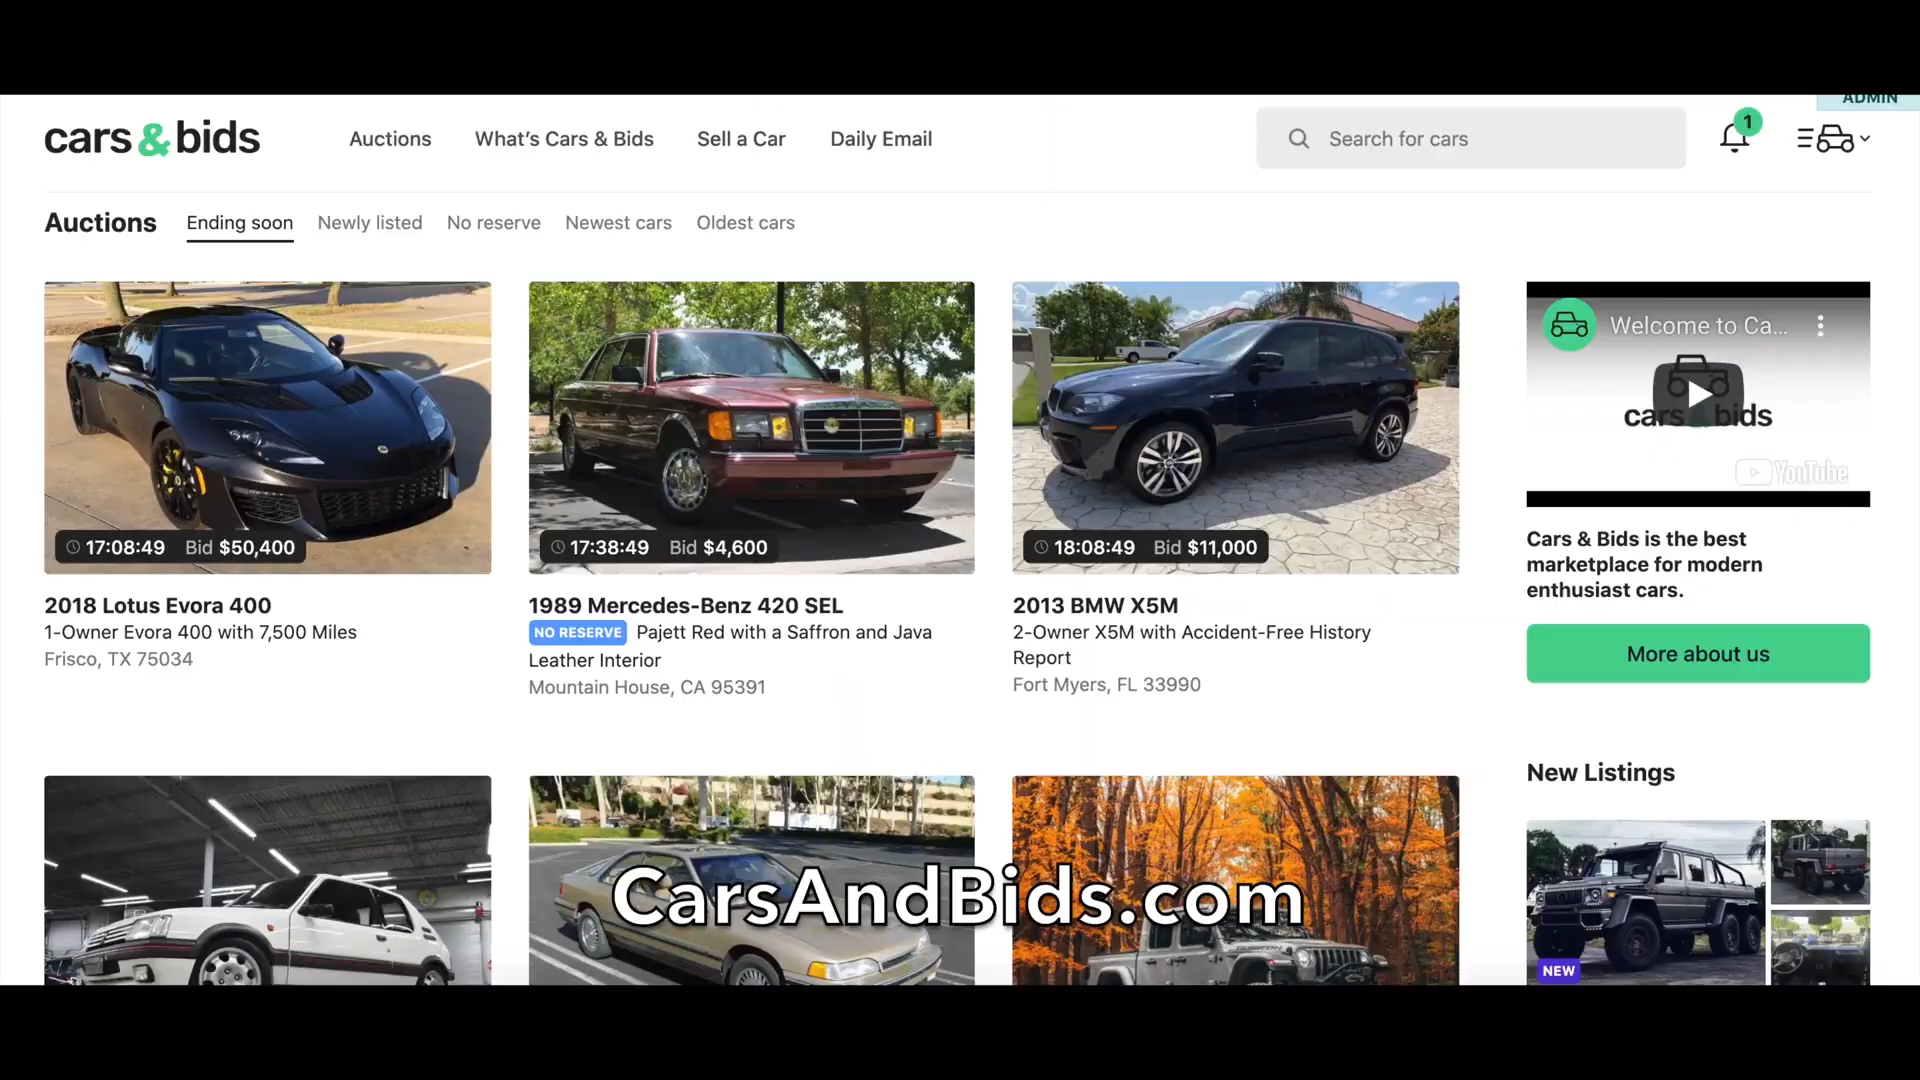 ADMIN
cars & bids
Auctions
What's Cars & Bids
Sell a Car
Daily Email
Search for cars
1
Auctions
Ending soon
Newly listed
No reserve
Newest cars
Oldest cars
17:08:49 Bid $50,400
17:38:49 Bid $4,600
18:08:49 Bid $11,000
Welcome to Ca...
cars & bids
YouTube
2018 Lotus Evora 400
1-Owner Evora 400 with 7,500 Miles
Frisco, TX 75034
1989 Mercedes-Benz 420 SEL
NO RESERVE Pajett Red with a Saffron and Java
Leather Interior
Mountain House, CA 95391
2013 BMW X5M
2-Owner X5M with Accident-Free History
Report
Fort Myers, FL 33990
Cars & Bids is the best
marketplace for modern
enthusiast cars.
More about us
New Listings
NEW
RUBICON
CarsAndBids.com